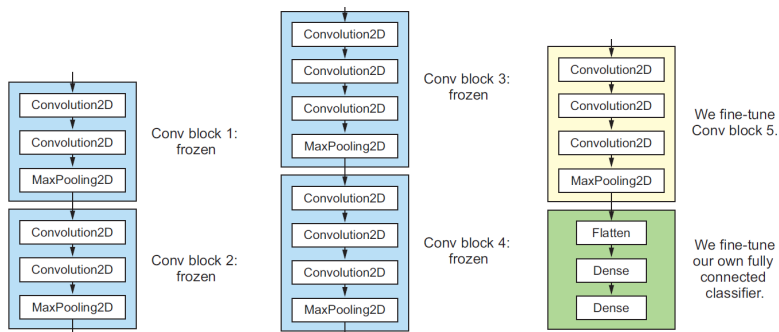 Convolution2D
Convolution2D
MaxPooling2D
Conv block 1:
frozen
Convolution2D
Convolution2D
MaxPooling2D
Conv block 2:
frozen
Convolution2D
Convolution2D
Convolution2D
MaxPooling2D
Conv block 3:
frozen
Convolution2D
Convolution2D
Convolution2D
MaxPooling2D
Conv block 4:
frozen
Convolution2D
Convolution2D
Convolution2D
MaxPooling2D
We fine-tune
Conv block 5.
Flatten
Dense
Dense
We fine-tune
our own fully
connected
classifier.